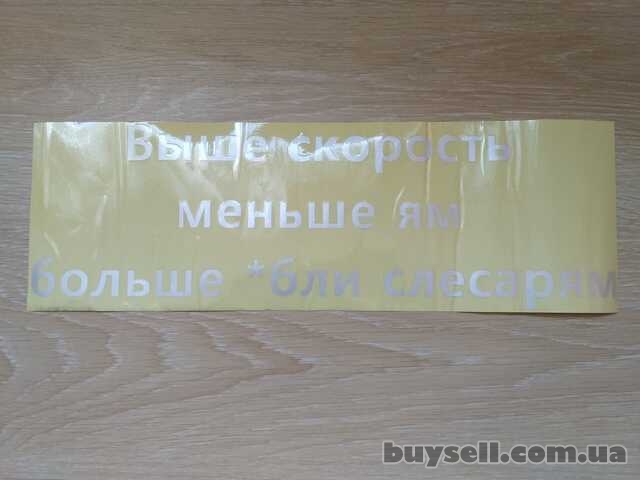 Выше скорость
меньше ям
больше *бли слесарям
buysell.com.ua